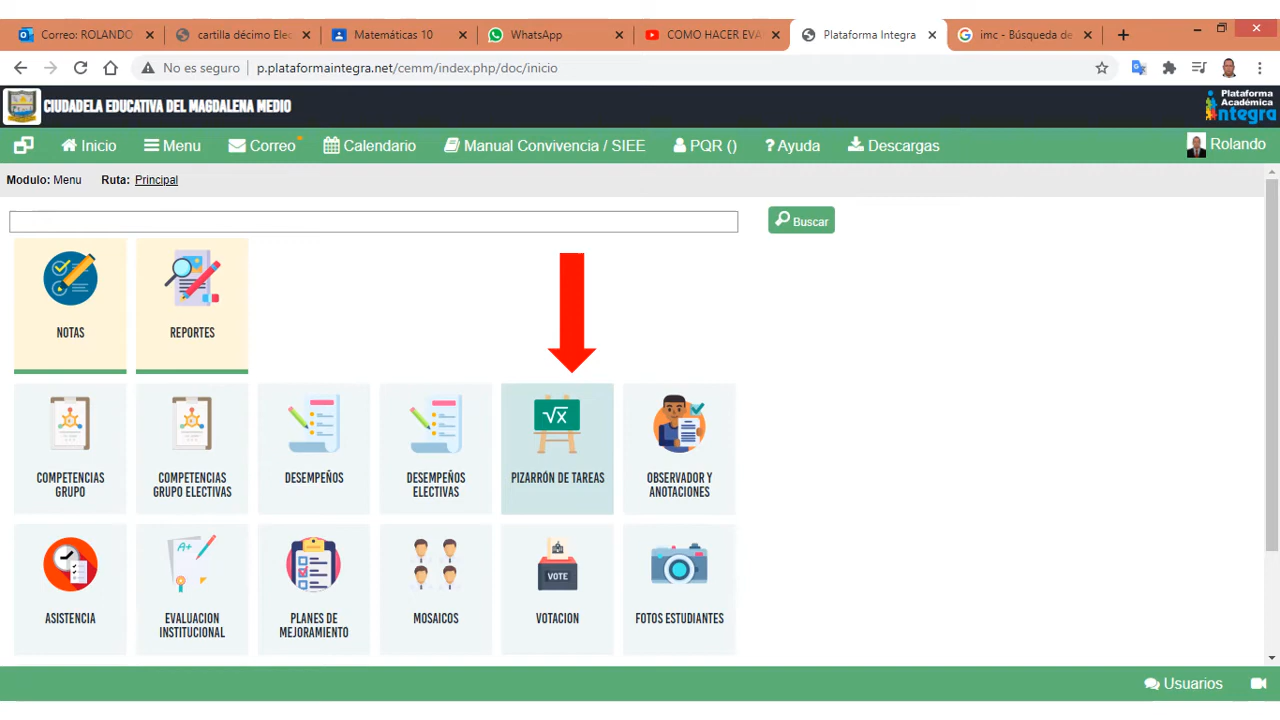 Correo: ROLANDO
cartilla décimo Elec
Matemáticas 10
WhatsApp
COMO HACER EVA
Plataforma Integra
imc - Búsqueda de
No es seguro
p.plataformaintegra.net/cemm/index.php/doc/inicio
CIUDADELA EDUCATIVA DEL MAGDALENA MEDIO
Plataforma
Académica
integra
Inicio
Menu
Correo
Calendario
Manual Convivencia / SIEE
PQR ()
? Ayuda
Descargas
Rolando
Modulo: Menu
Ruta: Principal
Buscar
NOTAS
REPORTES
COMPETENCIAS
GRUPO
COMPETENCIAS
GRUPO ELECTIVAS
DESEMPEÑOS
DESEMPEÑOS
ELECTIVAS
√x
PIZARRÓN DE TAREAS
OBSERVADOR Y
ANOTACIONES
ASISTENCIA
A+
EVALUACION
INSTITUCIONAL
PLANES DE
MEJORAMIENTO
MOSAICOS
VOTE
VOTACION
FOTOS ESTUDIANTES
Usuarios